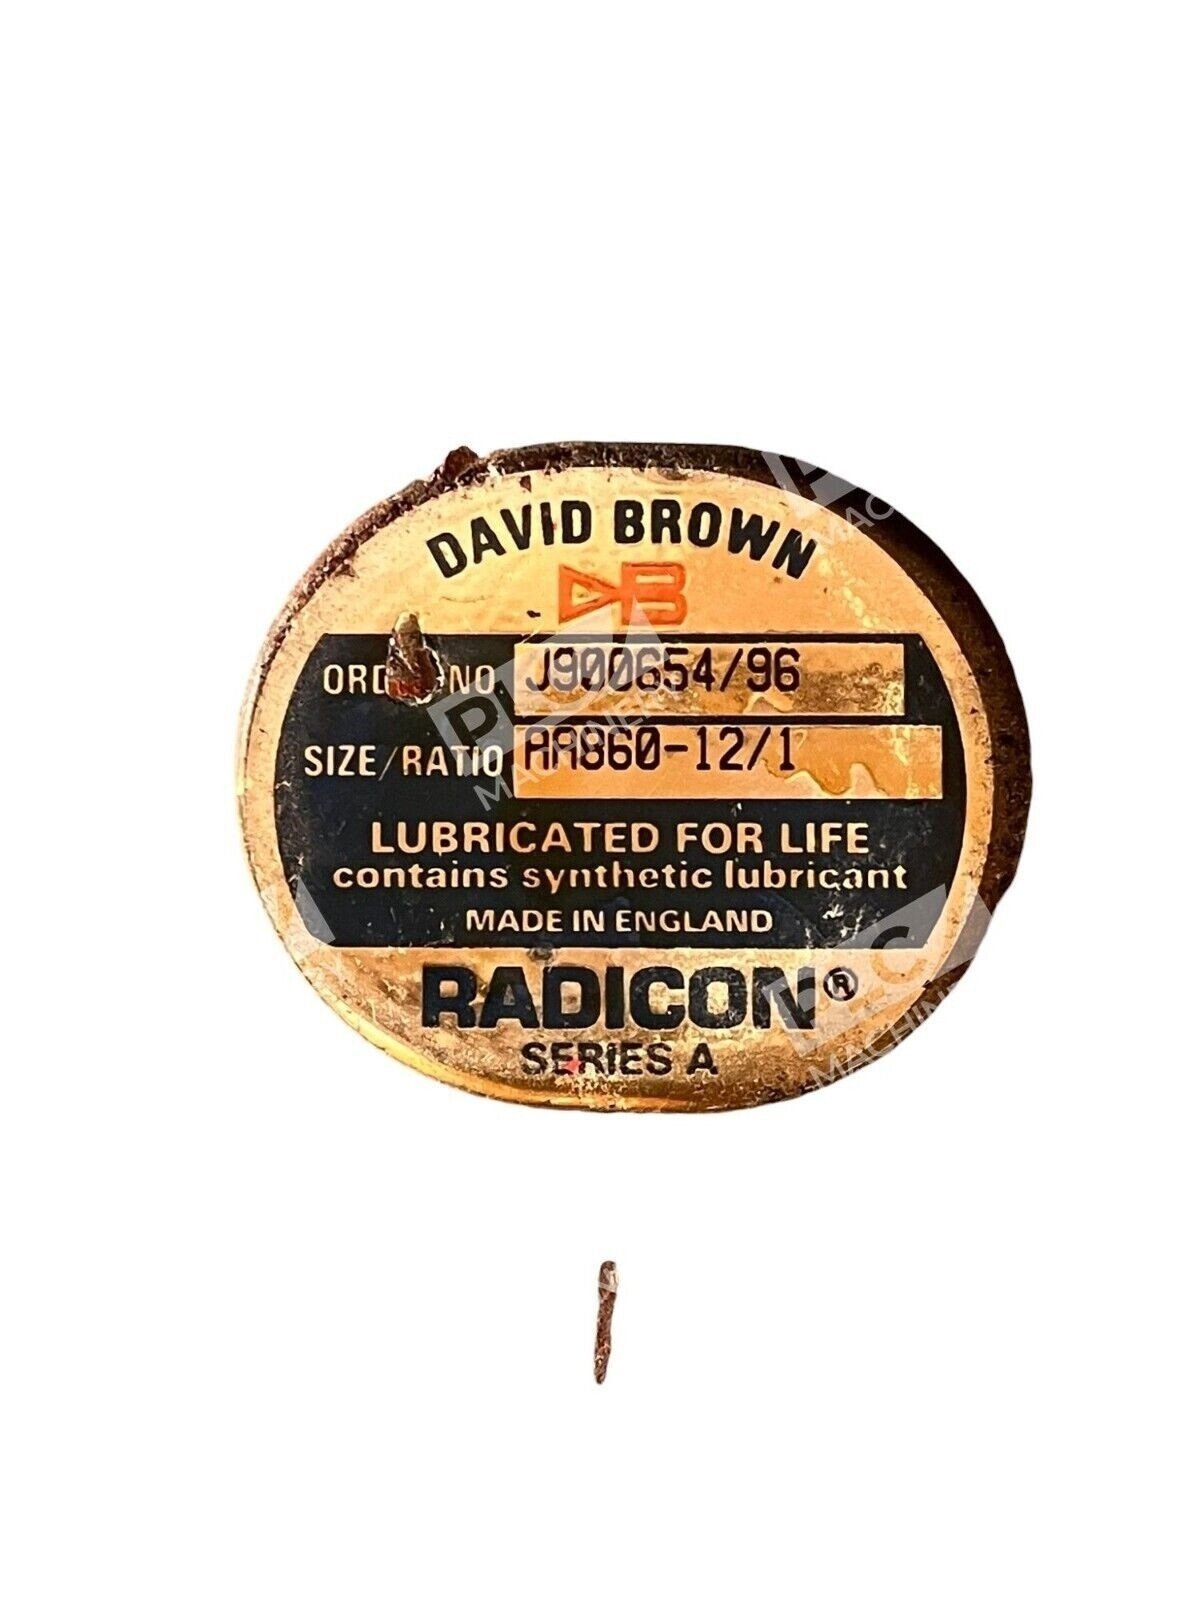 DAVID BROWN
DB
NO. J900654/96
SIZE/RATIO AA860-12/1
LUBRICATED FOR LIFE
contains synthetic lubricant
MADE IN ENGLAND
RADICON®
SERIES A